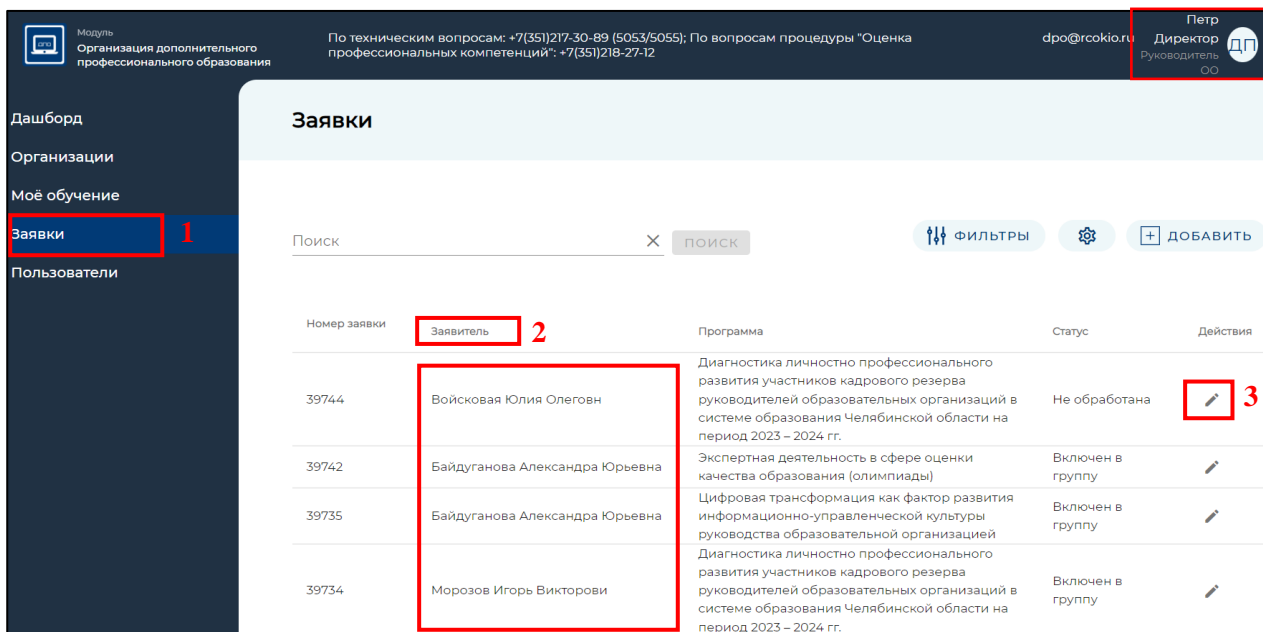 Модуль
Организация дополнительного
профессионального образования
ДПО
По техническим вопросам: +7(351)217-30-89 (5053/5055); По вопросам процедуры "Оценка
профессиональных компетенций": +7(351)218-27-12
dpo@rcokio.ru
Петр
Директор
Руководитель
ОО
ДП
Дашборд
Организации
Моё обучение
Заявки 1
Пользователи
Заявки
Поиск
ПОИСК
ФИЛЬТРЫ
ДОБАВИТЬ
Номер заявки
Заявитель 2
Программа
Статус
Действия
39744
Войсковая Юлия Олеговн
Диагностика личностно профессионального
развития участников кадрового резерва
руководителей образовательных организаций в
системе образования Челябинской области на
период 2023 – 2024 гг.
Не обработана
3
39742
Байдуганова Александра Юрьевна
Экспертная деятельность в сфере оценки
качества образования (олимпиады)
Включен в
группу
39735
Байдуганова Александра Юрьевна
Цифровая трансформация как фактор развития
информационно-управленческой культуры
руководства образовательной организацией
Включен в
группу
39734
Морозов Игорь Викторови
Диагностика личностно профессионального
развития участников кадрового резерва
руководителей образовательных организаций в
системе образования Челябинской области на
период 2023 – 2024 гг.
Включен в
группу